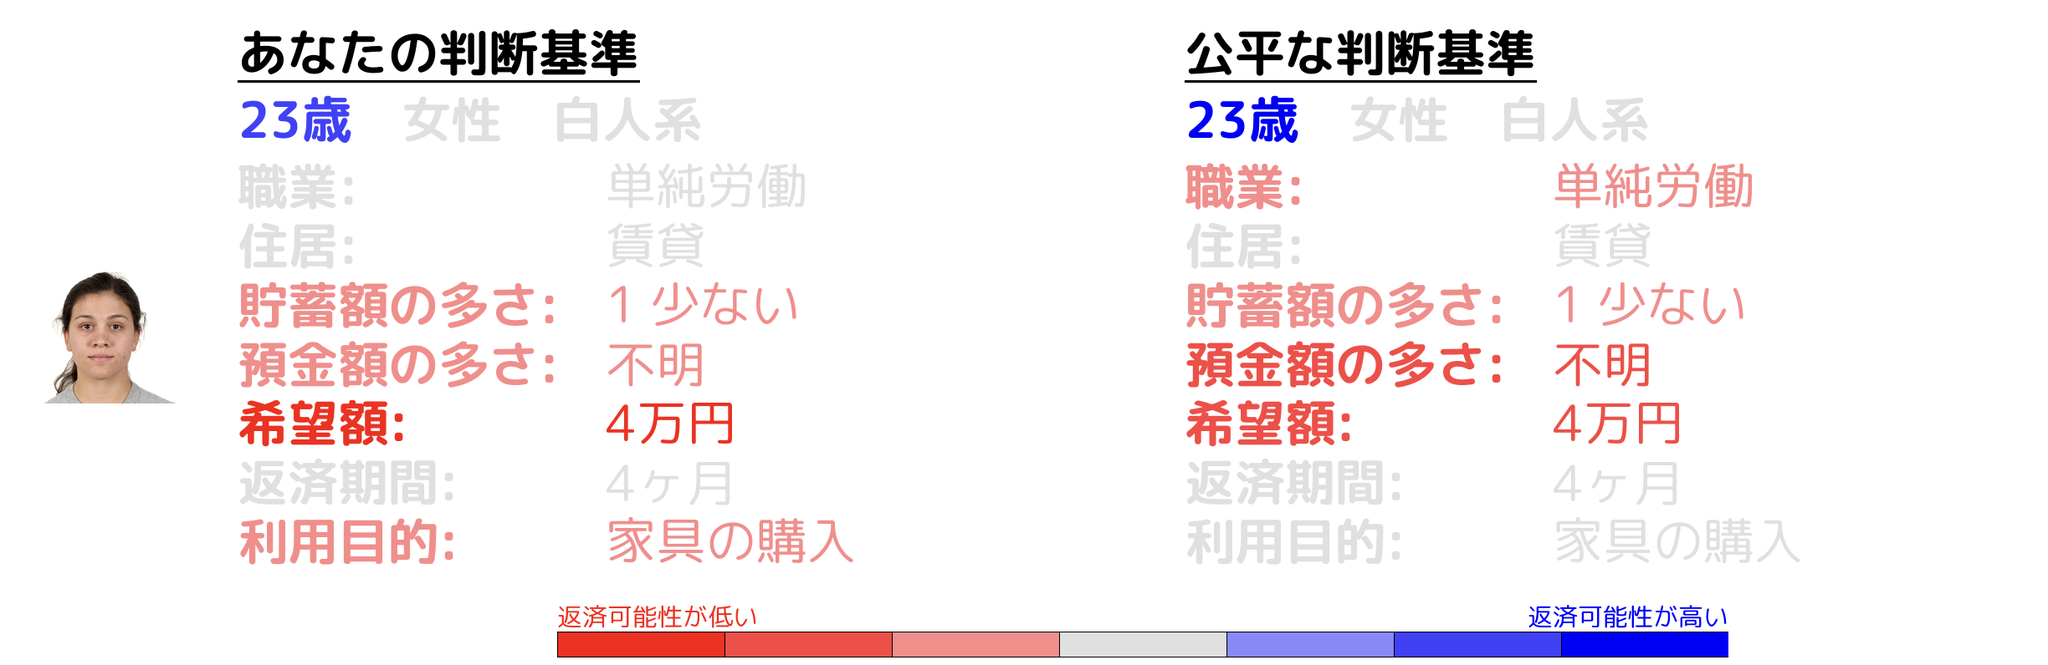 あなたの判断基準
23歳 女性 白人系
職業: 単純労働
住居: 賃貸
貯蓄額の多さ: 1 少ない
預金額の多さ: 不明
希望額: 4万円
返済期間: 4ヶ月
利用目的: 家具の購入
公平な判断基準
23歳 女性 白人系
職業: 単純労働
住居: 賃貸
貯蓄額の多さ: 1 少ない
預金額の多さ: 不明
希望額: 4万円
返済期間: 4ヶ月
利用目的: 家具の購入
返済可能性が低い
返済可能性が高い